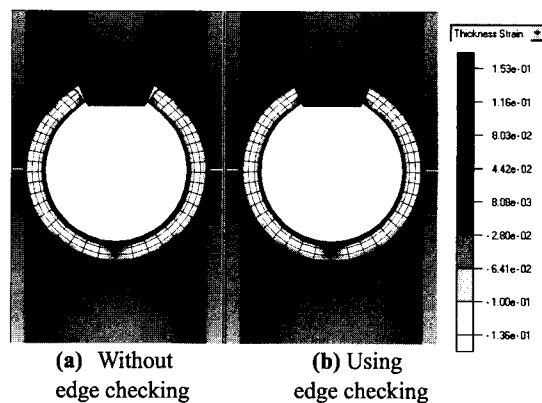 Thickness Strain
1.53e-01
1.16e-01
8.03e-02
4.42e-02
8.08e-03
-2.80e-02
-6.41e-02
-1.00e-01
-1.36e-01
(a) Without
edge checking
(b) Using
edge checking